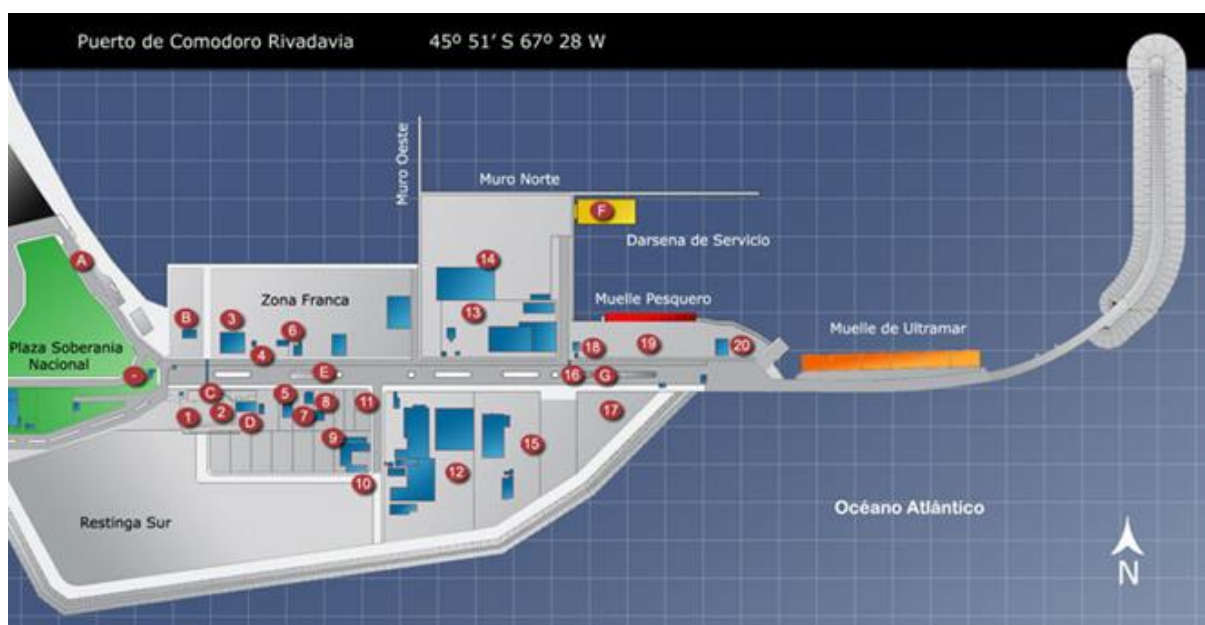 Puerto de Comodoro Rivadavia 45º 51´ S 67º 28 W
Muro Oeste
Muro Norte
F
Darsena de Servicio
A
14
Zona Franca
13
Muelle Pesquero
B
3
6
4
18
19
20
Muelle de Ultramar
Plaza Soberania
Nacional
-
E
16
G
C
1
2
D
5
7
8
11
9
10
12
15
17
Restinga Sur
Océano Atlántico
N